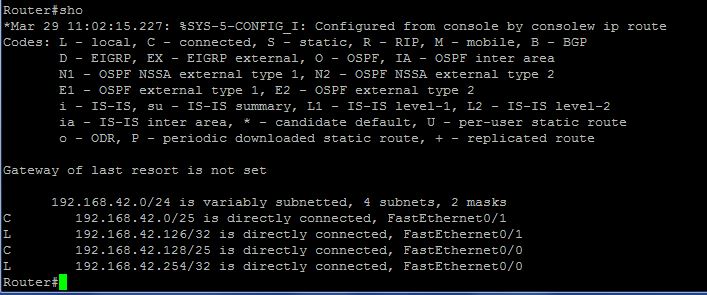 Router#sho
*Mar 29 11:02:15.227: %SYS-5-CONFIG_I: Configured from console by consolew ip route
Codes: L - local, C - connected, S - static, R - RIP, M - mobile, B - BGP
D - EIGRP, EX - EIGRP external, O - OSPF, IA - OSPF inter area
N1 - OSPF NSSA external type 1, N2 - OSPF NSSA external type 2
E1 - OSPF external type 1, E2 - OSPF external type 2
i - IS-IS, su - IS-IS summary, L1 - IS-IS level-1, L2 - IS-IS level-2
ia - IS-IS inter area, * - candidate default, U - per-user static route
o - ODR, P - periodic downloaded static route, + - replicated route
Gateway of last resort is not set
192.168.42.0/24 is variably subnetted, 4 subnets, 2 masks
C 192.168.42.0/25 is directly connected, FastEthernet0/1
L 192.168.42.126/32 is directly connected, FastEthernet0/1
C 192.168.42.128/25 is directly connected, FastEthernet0/0
L 192.168.42.254/32 is directly connected, FastEthernet0/0
Router#